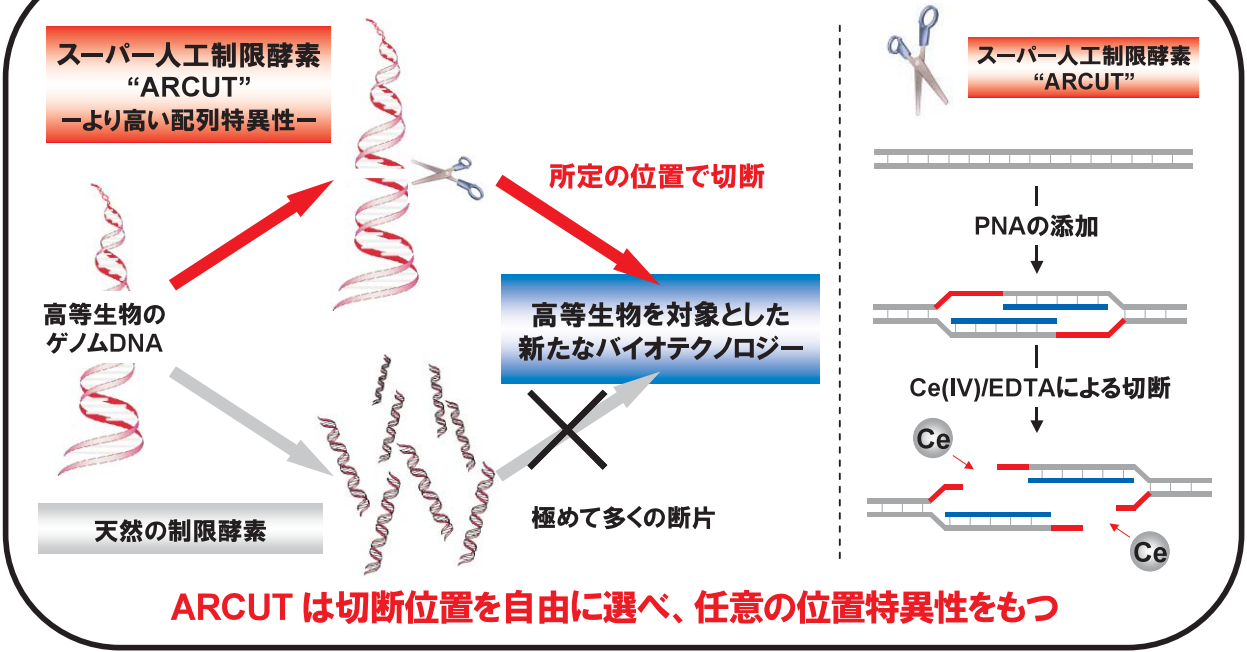 スーパー人工制限酵素
“ARCUT”
ーより高い配列特異性ー
所定の位置で切断
高等生物の
ゲノムDNA
高等生物を対象とした
新たなバイオテクノロジー
天然の制限酵素
極めて多くの断片
スーパー人工制限酵素
“ARCUT”
PNAの添加
Ce(IV)/EDTAによる切断
Ce
Ce
ARCUT は切断位置を自由に選べ、任意の位置特異性をもつ